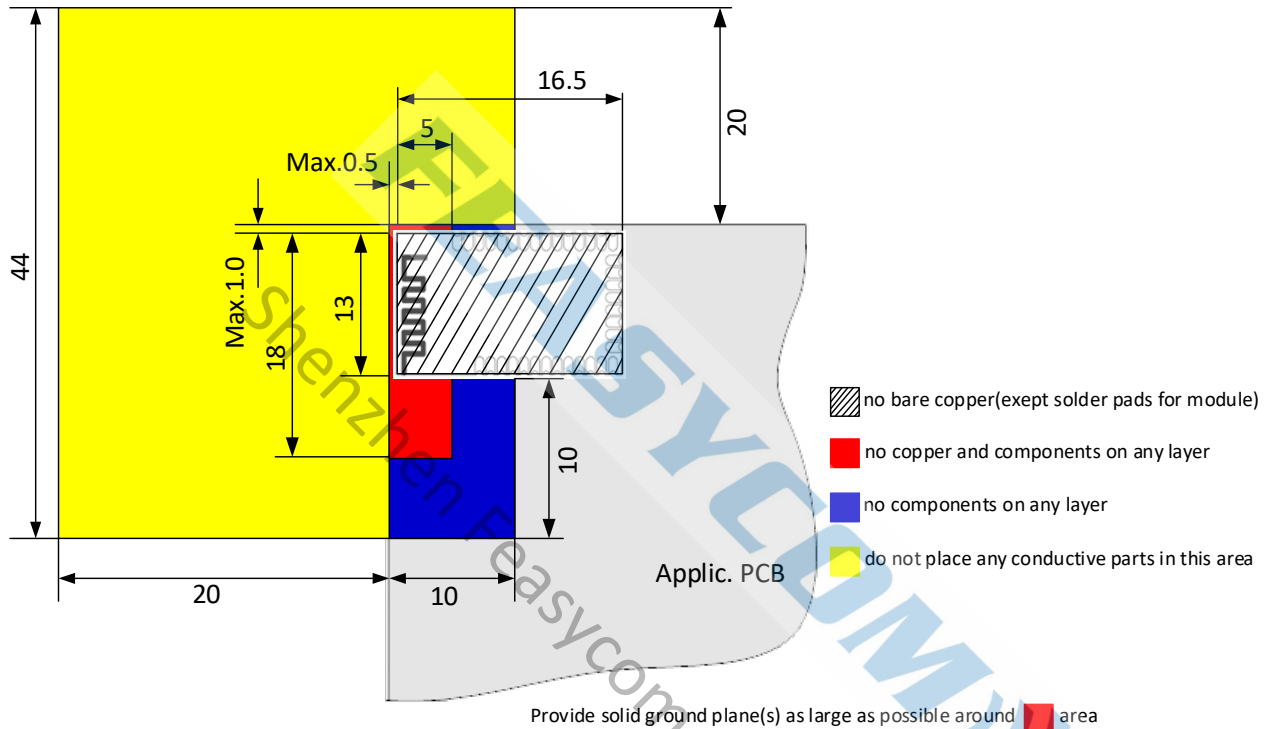 16.5
5
20
Max.0.5
44
Max.1.0
13
18
10
no bare copper(exept solder pads for module)
no copper and components on any layer
no components on any layer
do not place any conductive parts in this area
Applic. PCB
20
10
Provide solid ground plane(s) as large as possible around area
Shenzhen Feasycom
FEASYCOM